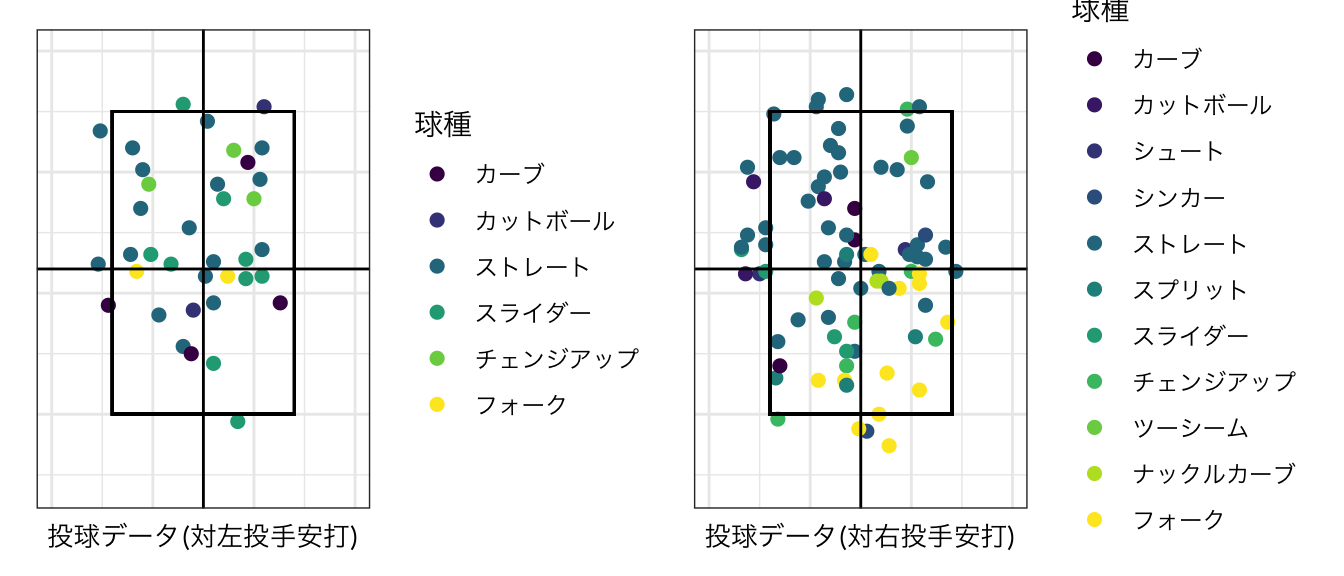 球種
カーブ
カットボール
ストレート
スライダー
チェンジアップ
フォーク
投球データ(対左投手安打)
球種
カーブ
カットボール
シュート
シンカー
ストレート
スプリット
スライダー
チェンジアップ
ツーシーム
ナックルカーブ
フォーク
投球データ(対右投手安打)